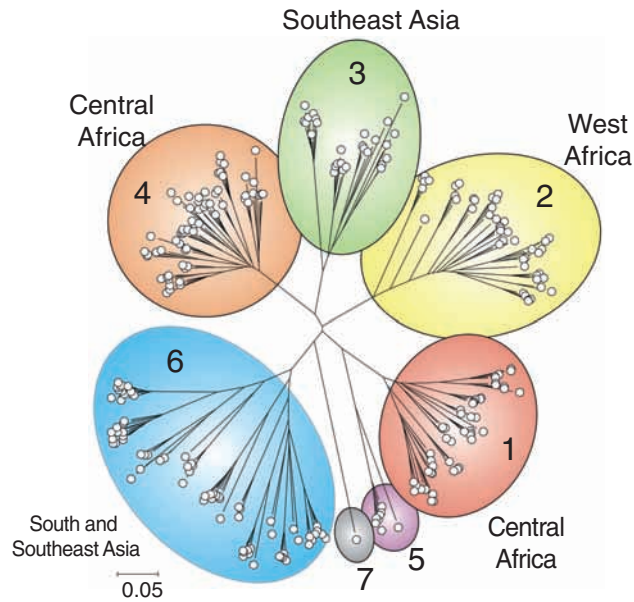 Southeast Asia
3
Central
Africa
4
West
Africa
2
6
1
South and
Southeast Asia
0.05
7
5
Central
Africa